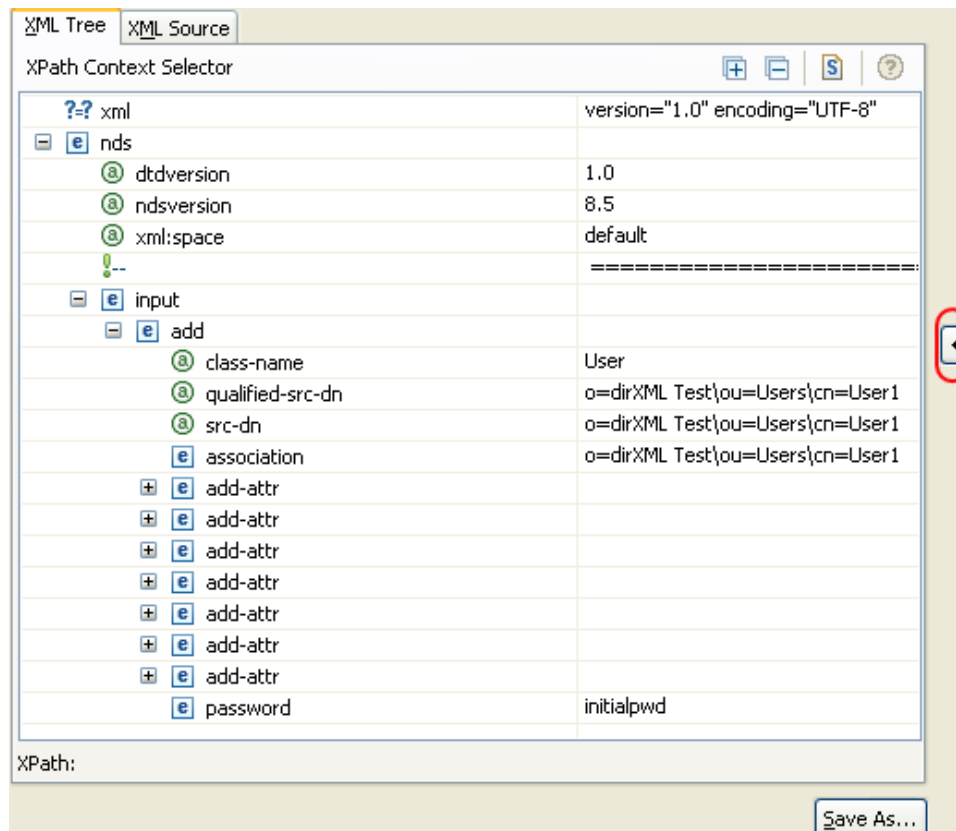 XML Tree XML Source
XPath Context Selector
?=? xml version="1.0" encoding="UTF-8"
e nds
a dtdversion 1.0
a ndsversion 8.5
a xml:space default
!-- =======================
e input
e add
a class-name User
a qualified-src-dn o=dirXML Test\ou=Users\cn=User1
a src-dn o=dirXML Test\ou=Users\cn=User1
e association o=dirXML Test\ou=Users\cn=User1
e add-attr
e add-attr
e add-attr
e add-attr
e add-attr
e add-attr
e add-attr
e password initialpwd
XPath:
Save As...